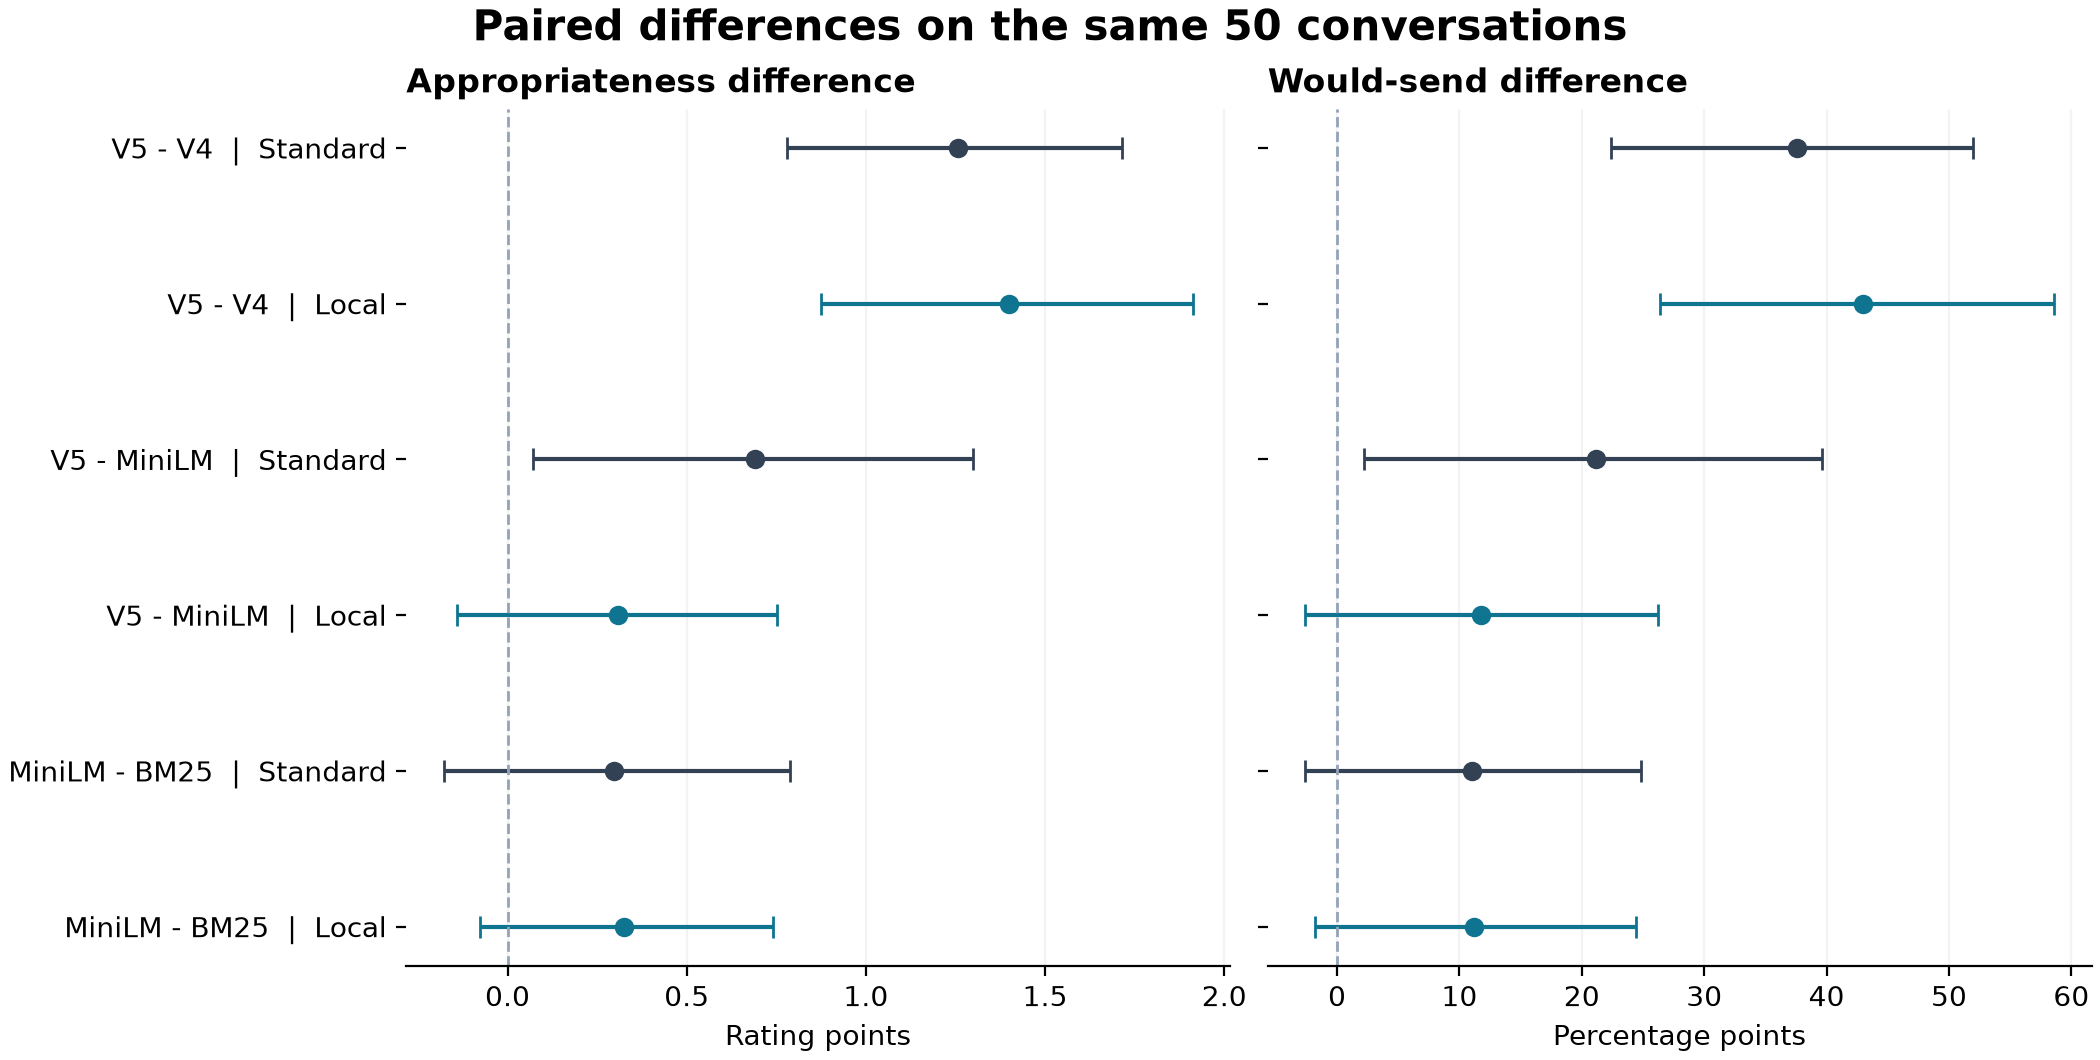 Paired differences on the same 50 conversations
Appropriateness difference
Would-send difference
V5 - V4 | Standard
V5 - V4 | Local
V5 - MiniLM | Standard
V5 - MiniLM | Local
MiniLM - BM25 | Standard
MiniLM - BM25 | Local
0.0 0.5 1.0 1.5 2.0
Rating points
0 10 20 30 40 50 60
Percentage points